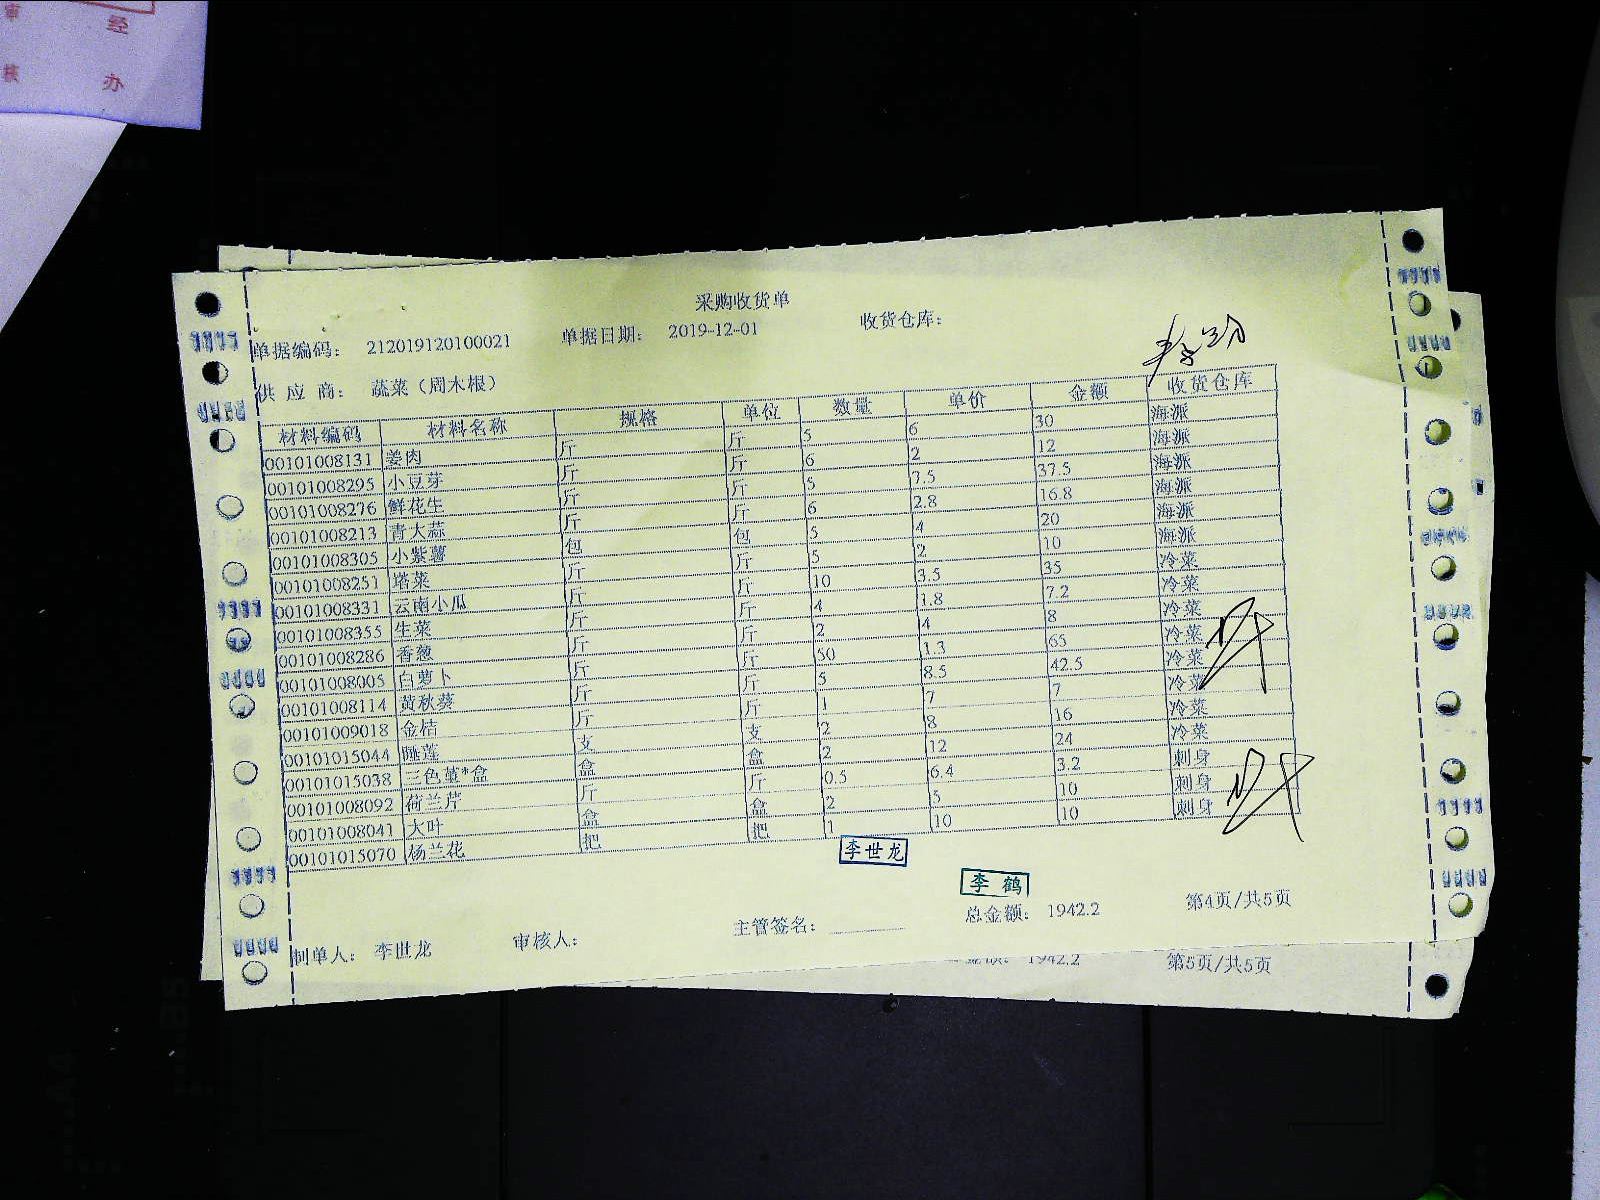 经
办
采购收货单
单据编码： 212019120100021 单据日期： 2019-12-01 收货仓库：
供 应 商： 蔬菜（周木根）
材料编码 材料名称 规格 单位 数量 单价 金额 收货仓库
00101008131 姜肉 斤 斤 5 6 30 海派
00101008295 小豆芽 斤 斤 6 2 12 海派
00101008276 鲜花生 斤 斤 5 7.5 37.5 海派
00101008213 青大蒜 斤 斤 6 2.8 16.8 海派
00101008305 小紫薯 包 包 5 4 20 海派
00101008251 塔菜 斤 斤 5 2 10 海派
00101008331 云南小瓜 斤 斤 10 3.5 35 冷菜
00101008355 生菜 斤 斤 4 1.8 7.2 冷菜
00101008286 香葱 斤 斤 2 4 8 冷菜
00101008005 白萝卜 斤 斤 50 1.3 65 冷菜
00101008114 黄秋葵 斤 斤 5 8.5 42.5 冷菜
00101009018 金桔 斤 斤 1 7 7 冷菜
00101015044 睡莲 支 支 2 8 16 冷菜
00101015038 三色堇*盒 盒 盒 2 12 24 冷菜
00101008092 荷兰芹 斤 斤 0.5 6.4 3.2 刺身
00101008041 大叶 盒 盒 2 5 10 刺身
00101015070 杨兰花 把 把 1 10 10 刺身
李世龙
李 鹤
制单人： 李世龙 审核人： 主管签名： 总金额： 1942.2 第4页/共5页
1942.2 第5页/共5页